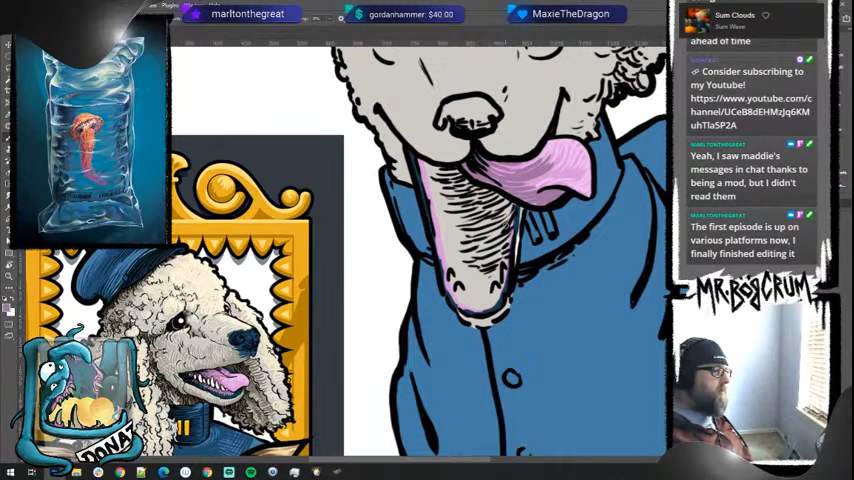 marltonthegreat
gordanhammer: $40.00
MaxieTheDragon
Sum Clouds
Sum Wave
ahead of time
Consider subscribing to
my Youtube!
https://www.youtube.com/c
hannel/UCeB8dEHMzJq6KM
uhTla5P2A
MARLTONTHEGREAT
Yeah, I saw maddie's
messages in chat thanks to
being a mod, but I didn't
read them
MARLTONTHEGREAT
The first episode is up on
various platforms now, I
finally finished editing it
MR.BOGCRUM